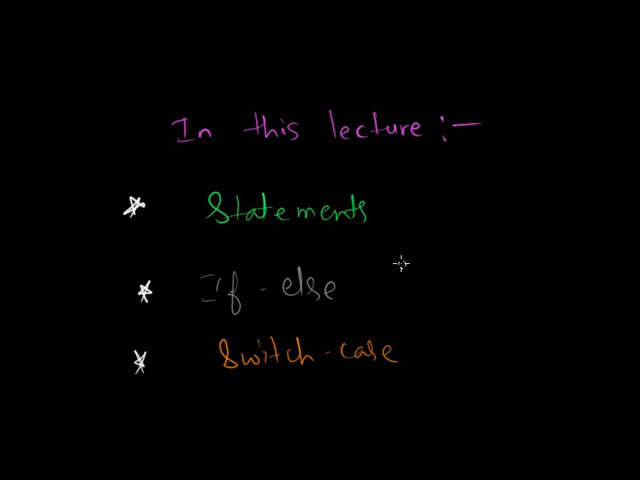 In this lecture :-
* Statements
* If-else
* Switch-case